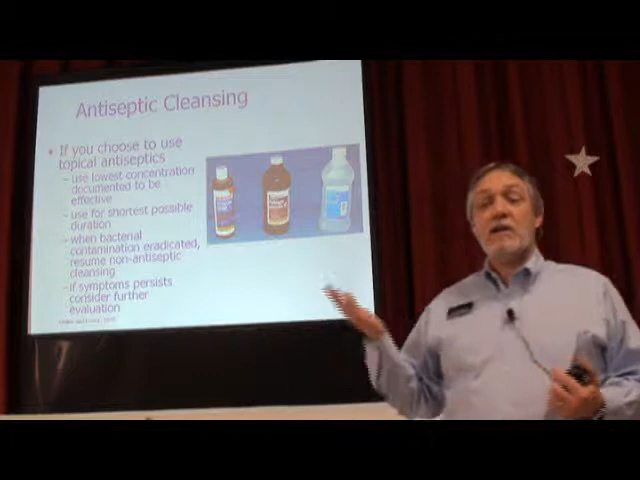 Antiseptic Cleansing
• If you choose to use
topical antiseptics
– use lowest concentration
documented to be
effective
– use for shortest possible
duration
– when bacterial
contamination eradicated,
resume non-antiseptic
cleansing
– if symptoms persists
consider further
evaluation